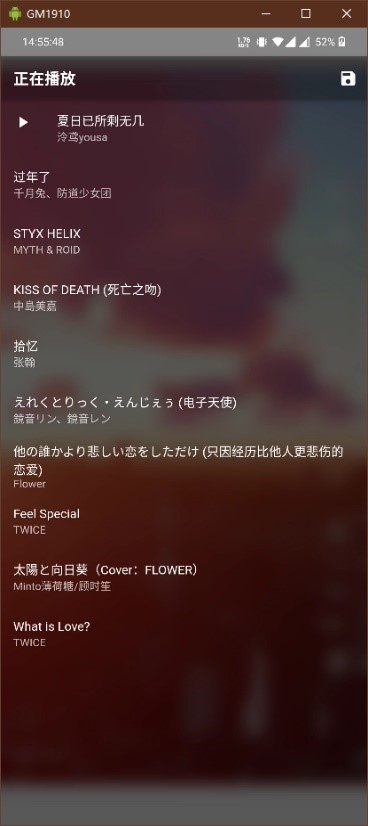 GM1910
14:55:48
1.76
KB/S
52%
正在播放
夏日已所剩无几
泠鸢yousa
过年了
千月兔、防道少女团
STYX HELIX
MYTH & ROID
KISS OF DEATH (死亡之吻)
中島美嘉
拾忆
张翰
えれくとりっく・えんじぇぅ (电子天使)
鏡音リン、鏡音レン
他の誰かより悲しい恋をしただけ (只因经历比他人更悲伤的
恋爱)
Flower
Feel Special
TWICE
太陽と向日葵（Cover：FLOWER）
Minto薄荷糖/顾时笙
What is Love?
TWICE